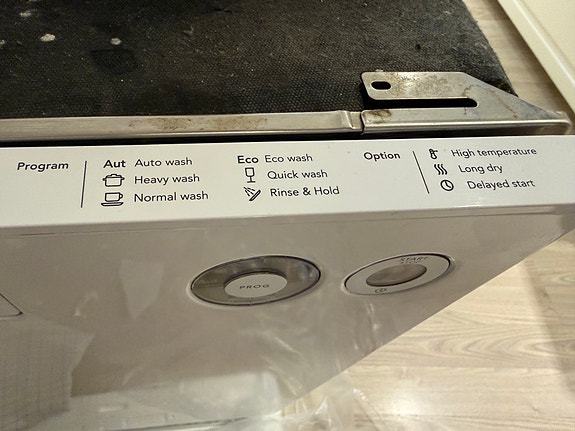 Program
Aut Auto wash
Heavy wash
Normal wash
Eco Eco wash
Quick wash
Rinse & Hold
Option
High temperature
Long dry
Delayed start
PROG
START